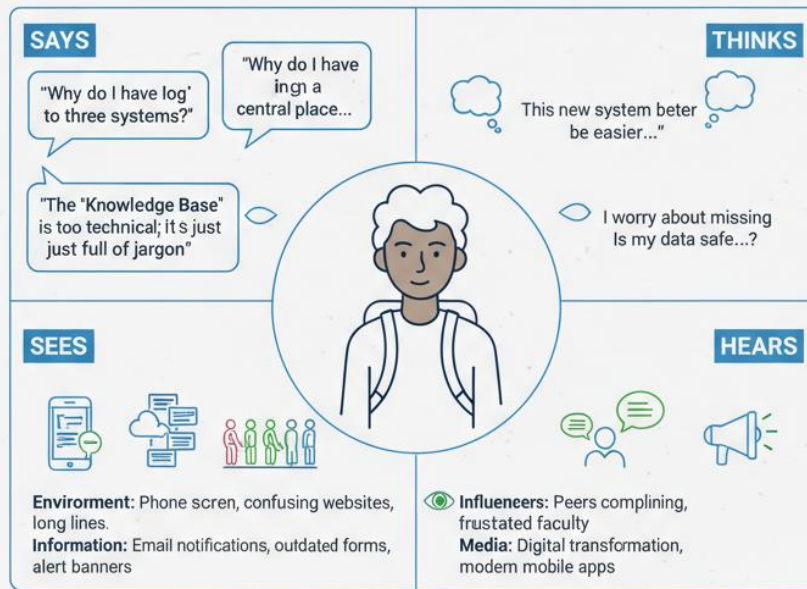 SAYS
"Why do I have log'
to three systems?"
"Why do I have
ingn a
central place...
"The "Knowledge Base"
is too technical; it s just
just full of jargon"
THINKS
This new system beter
be easier..."
I worry about missing
Is my data safe...?
SEES
Envirorment: Phone scren, confusing websites,
long lines.
Information: Email notifications, outdated forms,
alert banners
HEARS
Influencers: Peers complining,
frustated faculty
Media: Digital transformation,
modern mobile apps